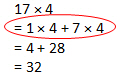 17 × 4
= 1 × 4 + 7 × 4
= 4 + 28
= 32